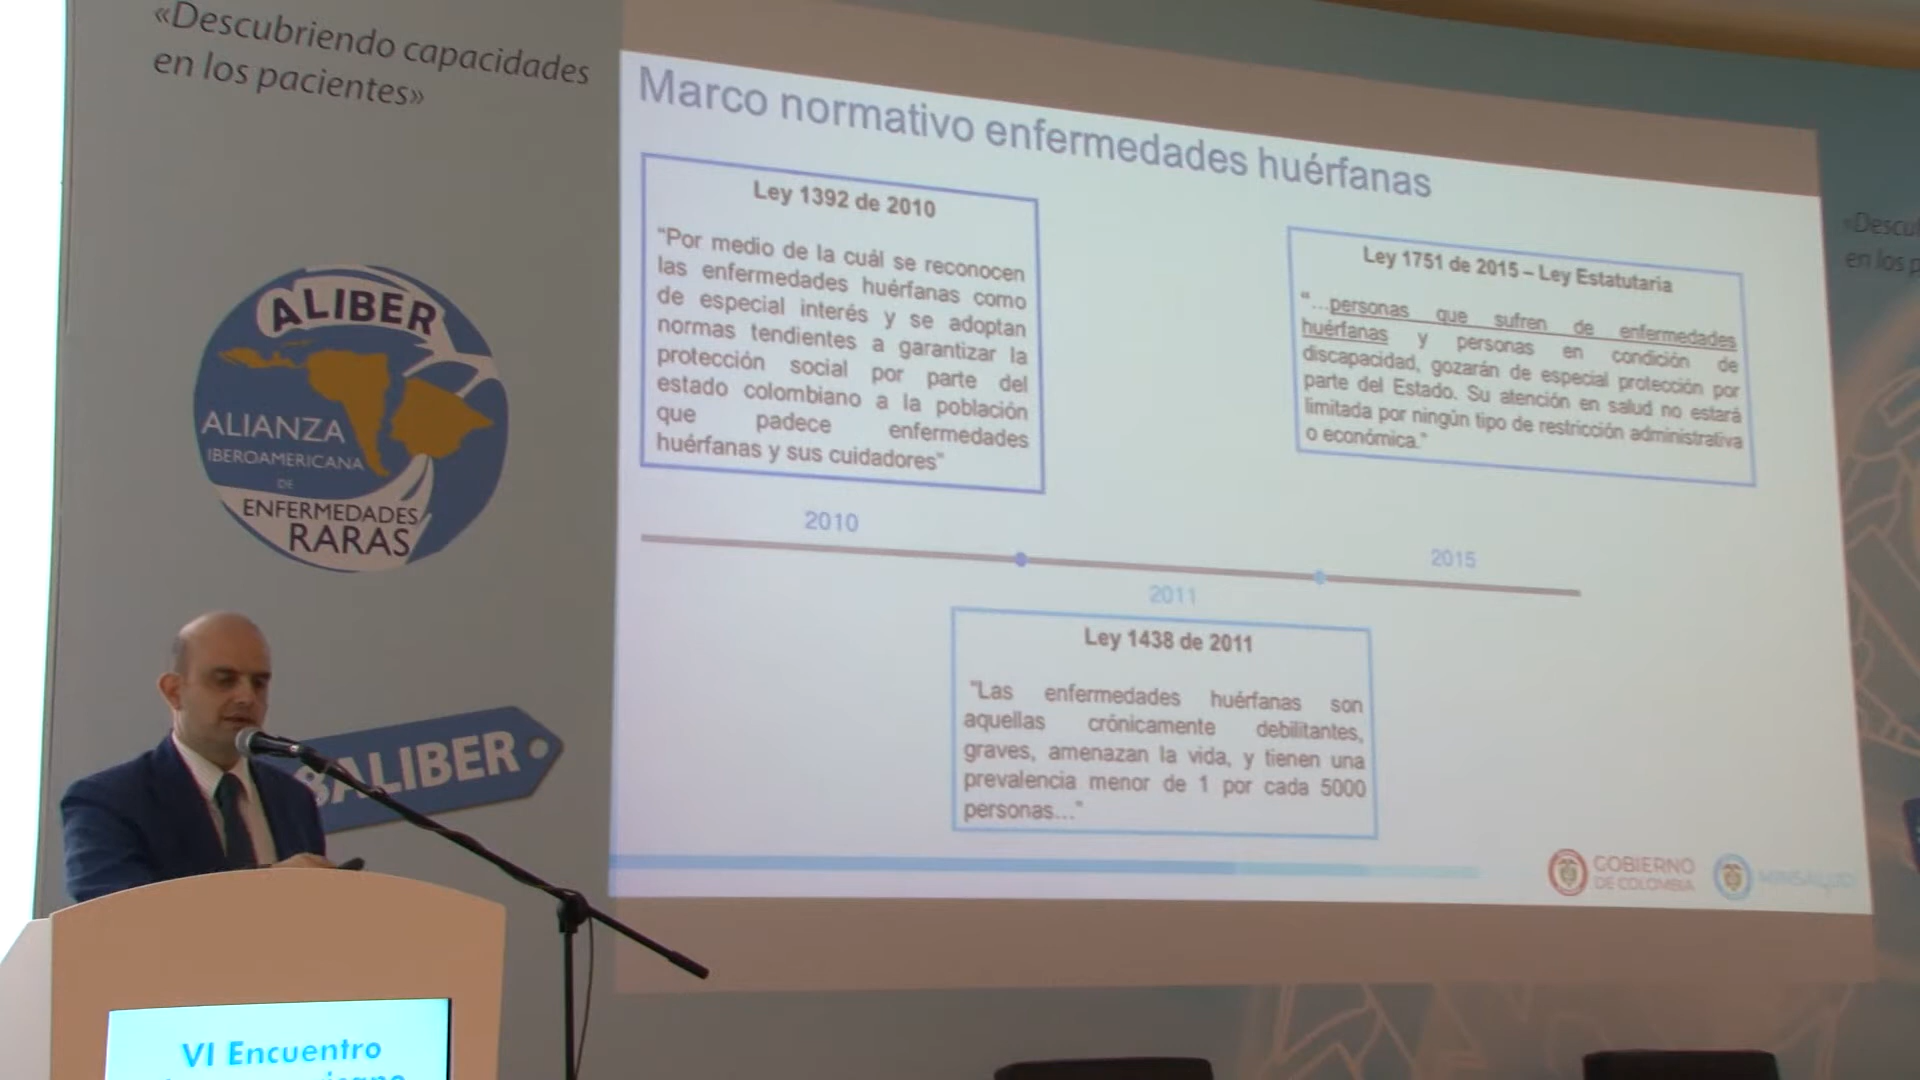 «Descubriendo capacidades
en los pacientes»
ALIBER
ALIANZA
IBEROAMERICANA
DE
ENFERMEDADES
RARAS
ALIBER
VI Encuentro
Marco normativo enfermedades huérfanas
Ley 1392 de 2010
“Por medio de la cuál se reconocen
las enfermedades huérfanas como
de especial interés y se adoptan
normas tendientes a garantizar la
protección social por parte del
estado colombiano a la población
que padece enfermedades
huérfanas y sus cuidadores”
Ley 1751 de 2015 – Ley Estatutaria
“…personas que sufren de enfermedades
huérfanas y personas en condición de
discapacidad, gozarán de especial protección por
parte del Estado. Su atención en salud no estará
limitada por ningún tipo de restricción administrativa
o económica.”
2010
2011
2015
Ley 1438 de 2011
"Las enfermedades huérfanas son
aquellas crónicamente debilitantes,
graves, amenazan la vida, y tienen una
prevalencia menor de 1 por cada 5000
personas…"
GOBIERNO
DE COLOMBIA
MINSALUD
en los